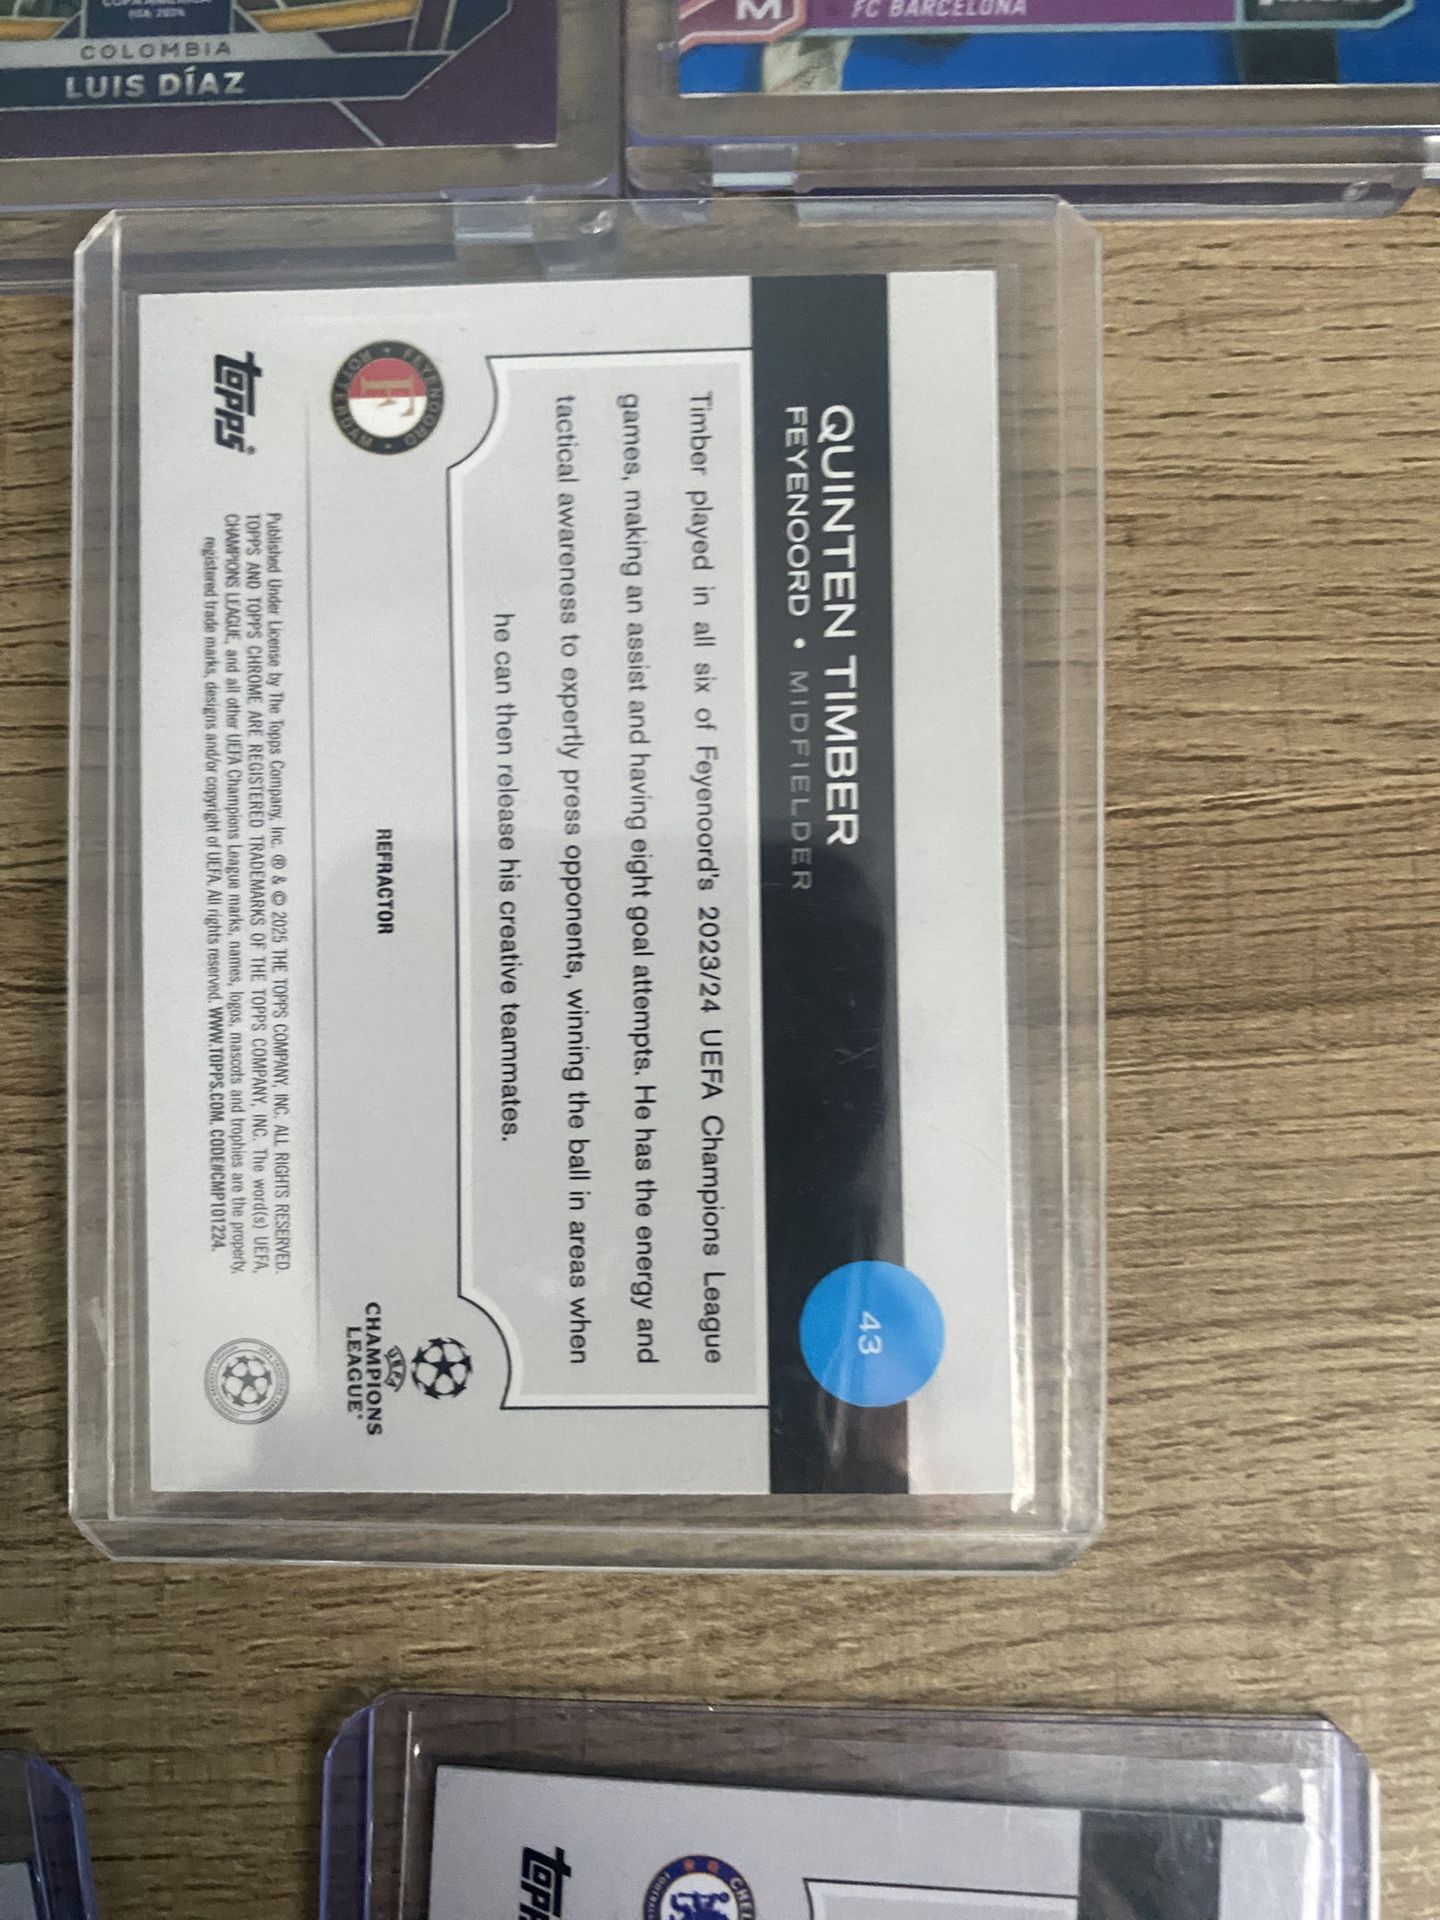 COLOMBIA
LUIS DÍAZ
M
FC BARCELONA
QUINTEN TIMBER
FEYENOORD • MIDFIELDER
43
Timber played in all six of Feyenoord's 2023/24 UEFA Champions League
games, making an assist and having eight goal attempts. He has the energy and
tactical awareness to expertly press opponents, winning the ball in areas when
he can then release his creative teammates.
FEYENOORD
ROTTERDAM
F
REFRACTOR
UEFA
CHAMPIONS
LEAGUE®
topps®
Published Under License by The Topps Company, Inc. ® & © 2025 THE TOPPS COMPANY, INC. ALL RIGHTS RESERVED.
TOPPS AND TOPPS CHROME ARE REGISTERED TRADEMARKS OF THE TOPPS COMPANY, INC. The word(s) UEFA,
CHAMPIONS LEAGUE, and all other UEFA Champions League marks, names, logos, mascots and trophies are the property,
registered trade marks, designs and/or copyright of UEFA. All rights reserved. WWW.TOPPS.COM. CODE#CMP101224.
topp
CHEL